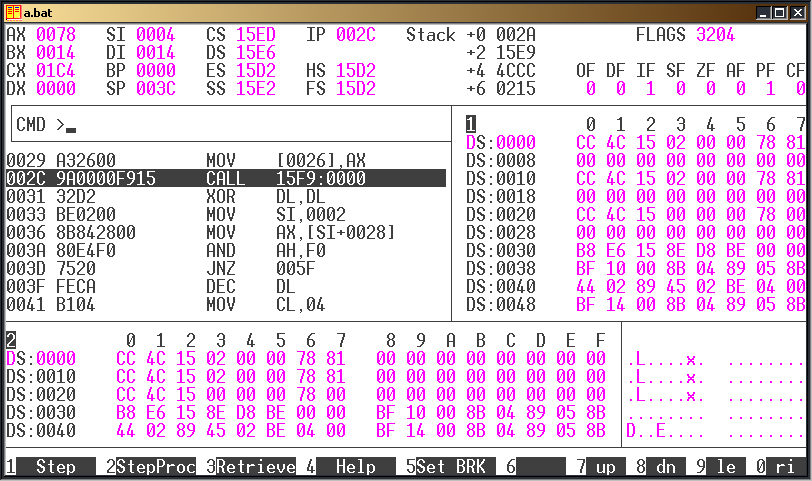 a.bat
AX 0078 SI 0004 CS 15ED IP 002C Stack +0 002A FLAGS 3204
BX 0014 DI 0014 DS 15E6 +2 15E9
CX 01C4 BP 0000 ES 15D2 HS 15D2 +4 4CCC OF DF IF SF ZF AF PF CF
DX 0000 SP 003C SS 15E2 FS 15D2 +6 0215 0 0 1 0 0 0 1 0
CMD >_
0029 A32600 MOV [0026],AX
002C 9A0000F915 CALL 15F9:0000
0031 32D2 XOR DL,DL
0033 BE0200 MOV SI,0002
0036 8B842800 MOV AX,[SI+0028]
003A 80E4F0 AND AH,F0
003D 7520 JNZ 005F
003F FECA DEC DL
0041 B104 MOV CL,04
1 0 1 2 3 4 5 6 7
DS:0000 CC 4C 15 02 00 00 78 81
DS:0008 00 00 00 00 00 00 00 00
DS:0010 CC 4C 15 02 00 00 78 81
DS:0018 00 00 00 00 00 00 00 00
DS:0020 CC 4C 15 00 00 00 78 00
DS:0028 00 00 00 00 00 00 00 00
DS:0030 B8 E6 15 8E D8 BE 00 00
DS:0038 BF 10 00 8B 04 89 05 8B
DS:0040 44 02 89 45 02 BE 04 00
DS:0048 BF 14 00 8B 04 89 05 8B
2 0 1 2 3 4 5 6 7 8 9 A B C D E F
DS:0000 CC 4C 15 02 00 00 78 81 00 00 00 00 00 00 00 00 .L....x. ........
DS:0010 CC 4C 15 02 00 00 78 81 00 00 00 00 00 00 00 00 .L....x. ........
DS:0020 CC 4C 15 00 00 00 78 00 00 00 00 00 00 00 00 00 .L....x. ........
DS:0030 B8 E6 15 8E D8 BE 00 00 BF 10 00 8B 04 89 05 8B ........ ........
DS:0040 44 02 89 45 02 BE 04 00 BF 14 00 8B 04 89 05 8B D..E.... ........
1 Step 2StepProc 3Retrieve 4 Help 5Set BRK 6 7 up 8 dn 9 le 0 ri